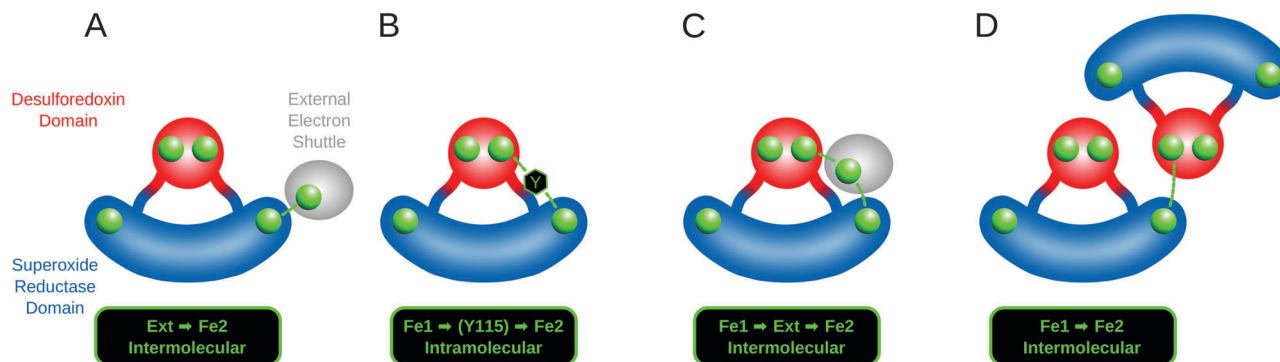 A
B
C
D
Desulforedoxin
Domain
External
Electron
Shuttle
Y
Superoxide
Reductase
Domain
Ext ➡ Fe2
Intermolecular
Fe1 ➡ (Y115) ➡ Fe2
Intramolecular
Fe1 ➡ Ext ➡ Fe2
Intermolecular
Fe1 ➡ Fe2
Intermolecular